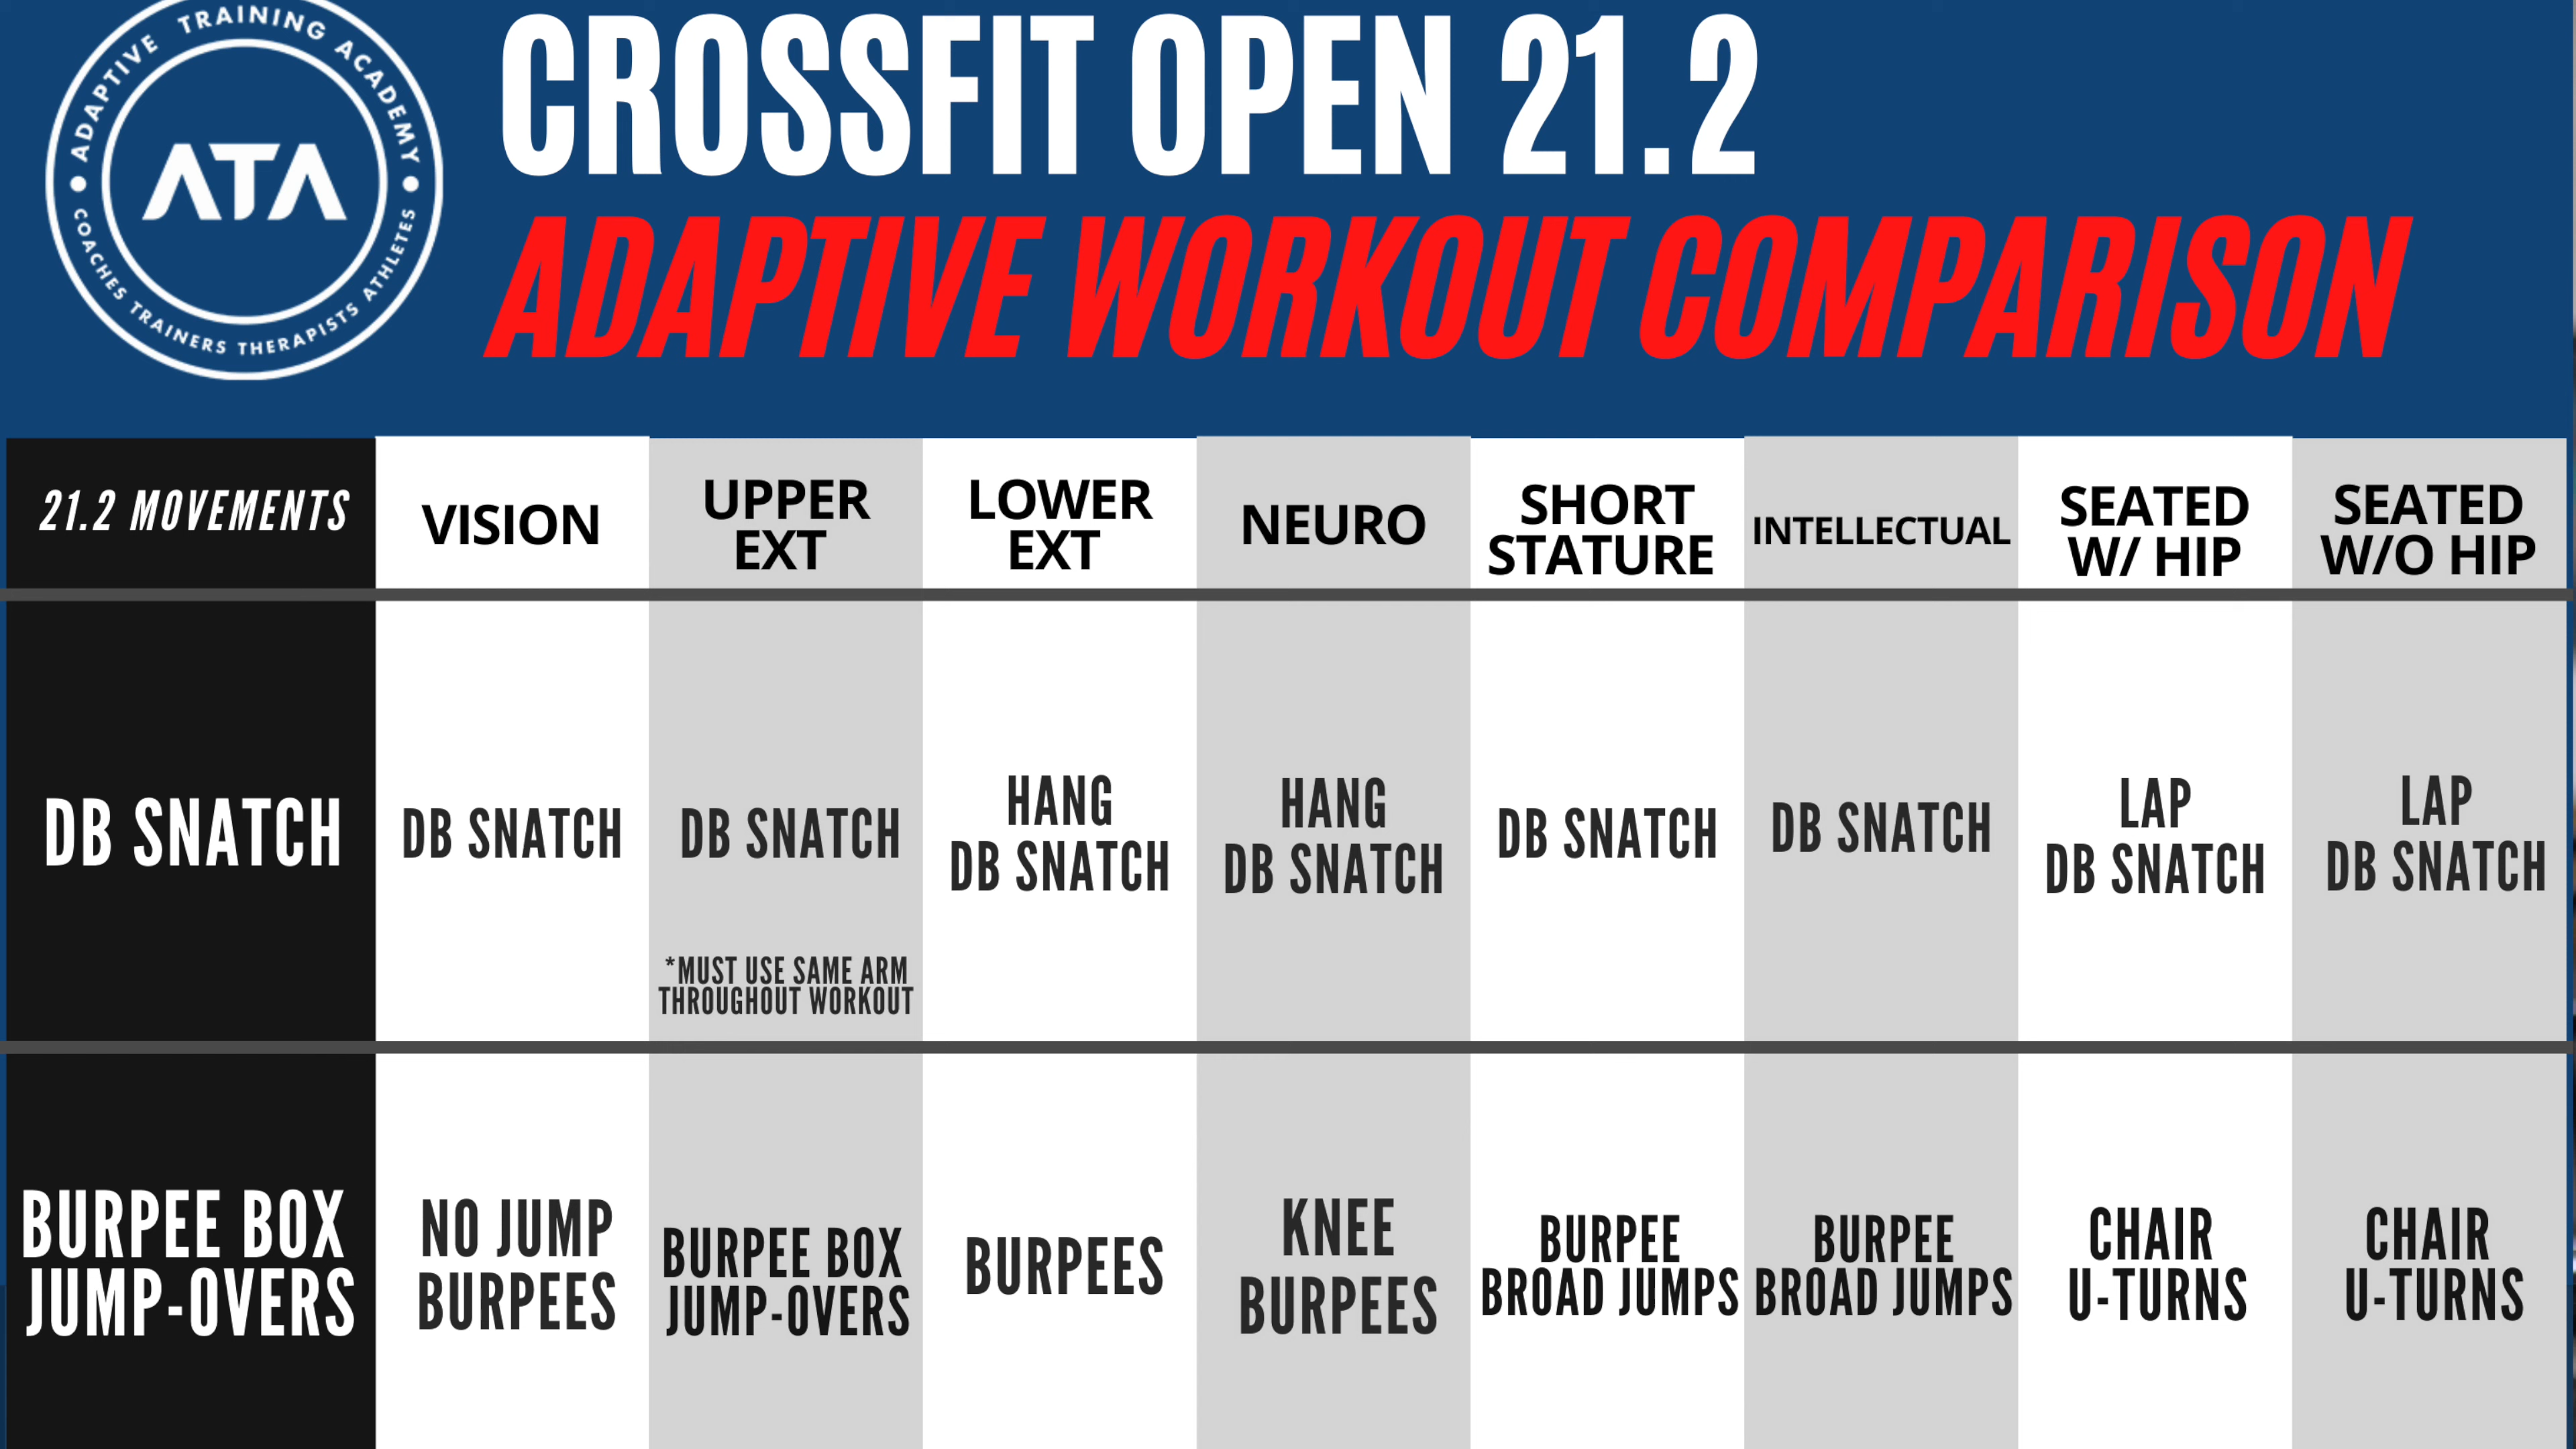 ADAPTIVE TRAINING ACADEMY
ATA
COACHES TRAINERS THERAPISTS ATHLETES
CROSSFIT OPEN 21.2
ADAPTIVE WORKOUT COMPARISON
21.2 MOVEMENTS
VISION
UPPER
EXT
LOWER
EXT
NEURO
SHORT
STATURE
INTELLECTUAL
SEATED
W/ HIP
SEATED
W/O HIP
DB SNATCH
DB SNATCH
DB SNATCH
*MUST USE SAME ARM
THROUGHOUT WORKOUT
HANG
DB SNATCH
HANG
DB SNATCH
DB SNATCH
DB SNATCH
LAP
DB SNATCH
LAP
DB SNATCH
BURPEE BOX
JUMP-OVERS
NO JUMP
BURPEES
BURPEE BOX
JUMP-OVERS
BURPEES
KNEE
BURPEES
BURPEE
BROAD JUMPS
BURPEE
BROAD JUMPS
CHAIR
U-TURNS
CHAIR
U-TURNS